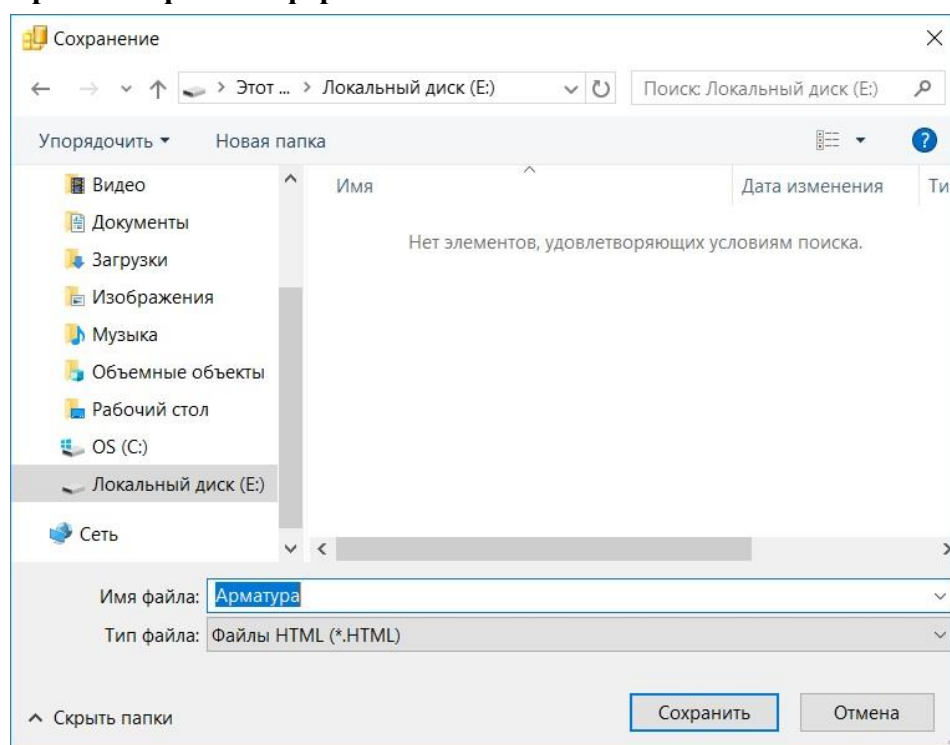 Сохранение
Этот ... > Локальный диск (E:)
Поиск: Локальный диск (E:)
Упорядочить
Новая папка
?
Видео
Документы
Загрузки
Изображения
Музыка
Объемные объекты
Рабочий стол
OS (C:)
Локальный диск (E:)
Сеть
Имя
Дата изменения
Ти
Нет элементов, удовлетворяющих условиям поиска.
Имя файла: Арматура
Тип файла: Файлы HTML (*.HTML)
Скрыть папки
Сохранить
Отмена